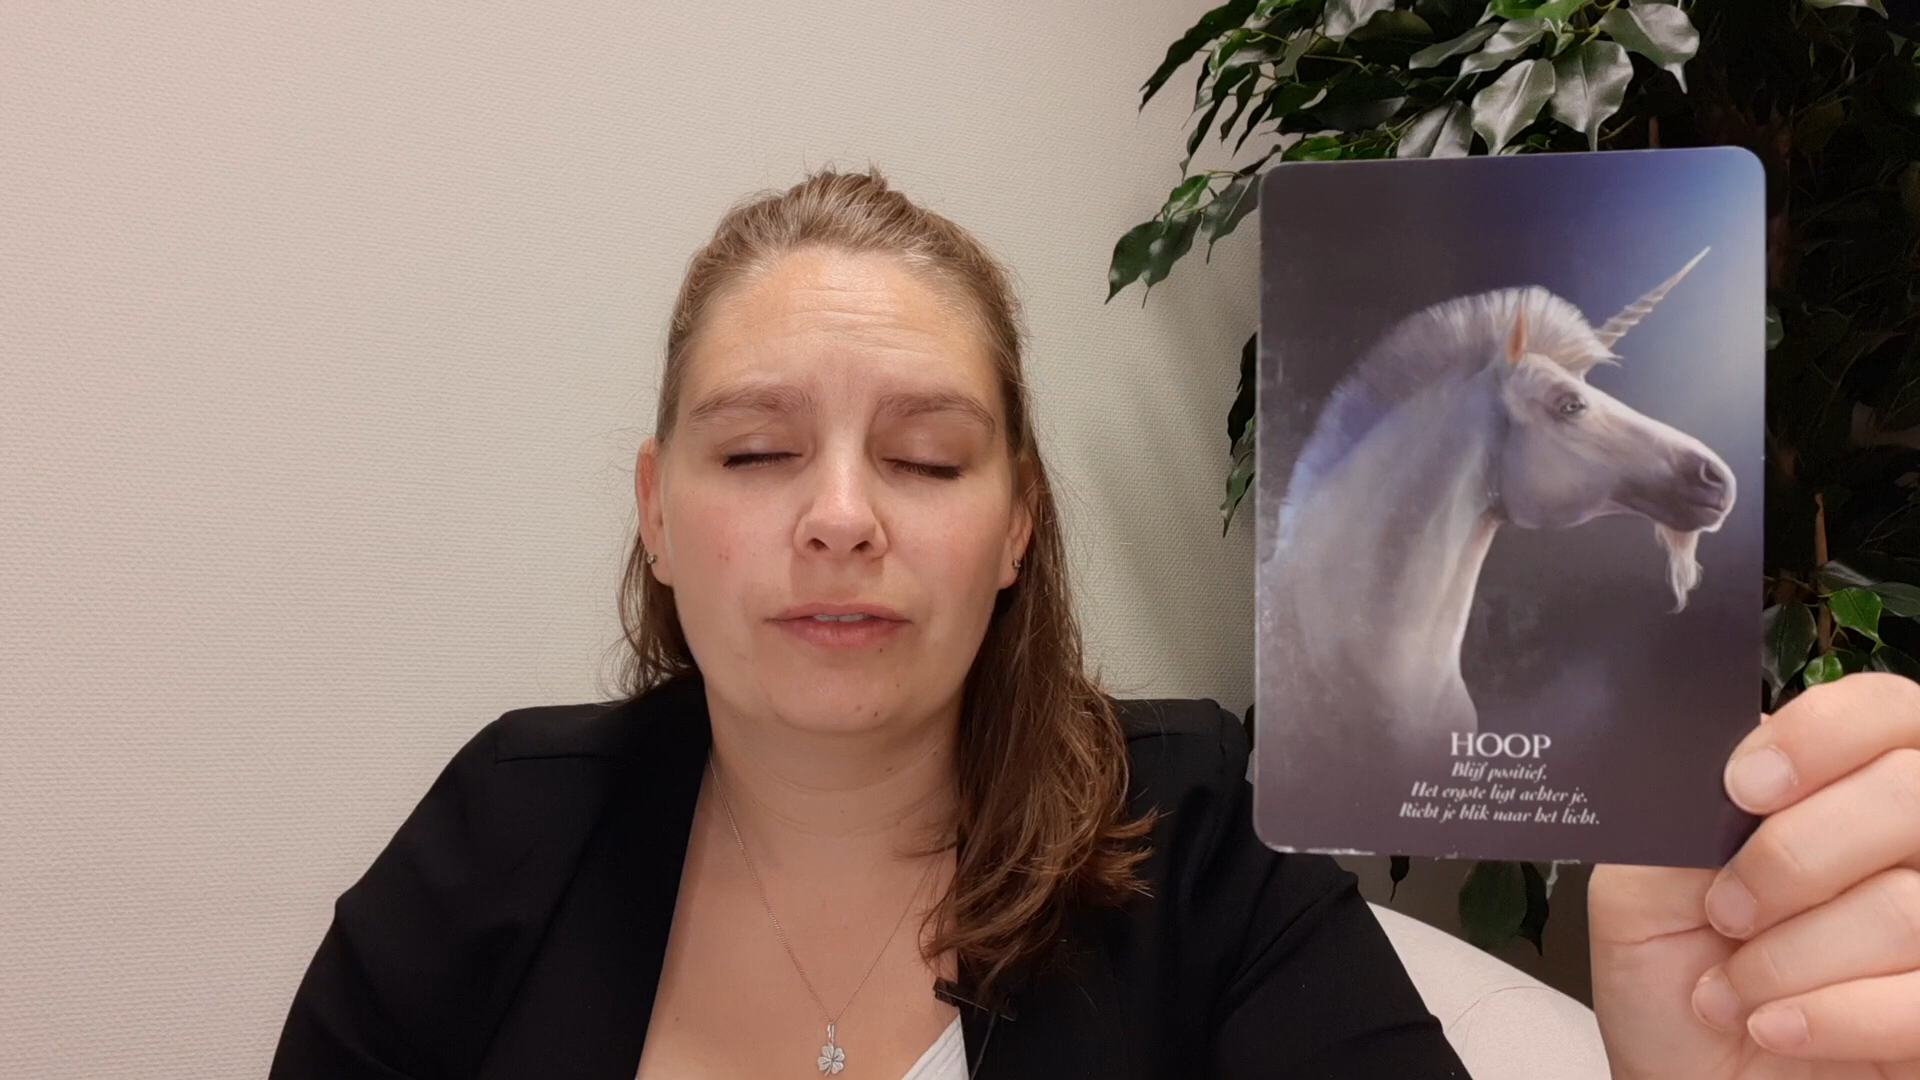 HOOP
Blijf positief.
Het ergste ligt achter je.
Richt je blik naar het licht.